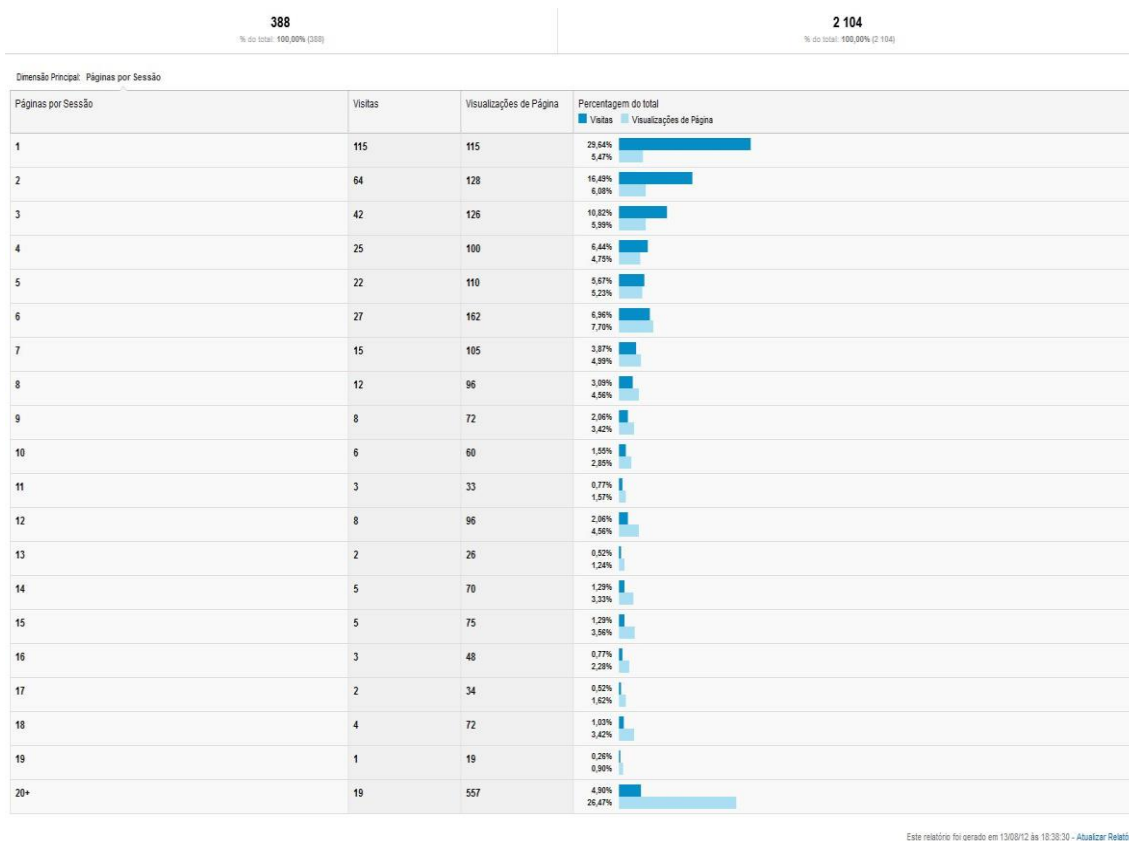 388 2 104
% do total: 100,00% (388) % do total: 100,00% (2 104)
Dimensão Principal: Páginas por Sessão
Páginas por Sessão Visitas Visualizações de Página Percentagem do total
Visitas Visualizações de Página
1 115 115 29,64%
5,47%
2 64 128 16,49%
6,08%
3 42 126 10,82%
5,99%
4 25 100 6,44%
4,75%
5 22 110 5,67%
5,23%
6 27 162 6,96%
7,70%
7 15 105 3,87%
4,99%
8 12 96 3,09%
4,56%
9 8 72 2,06%
3,42%
10 6 60 1,55%
2,85%
11 3 33 0,77%
1,57%
12 8 96 2,06%
4,56%
13 2 26 0,52%
1,24%
14 5 70 1,29%
3,33%
15 5 75 1,29%
3,56%
16 3 48 0,77%
2,28%
17 2 34 0,52%
1,62%
18 4 72 1,03%
3,42%
19 1 19 0,26%
0,90%
20+ 19 557 4,90%
26,47%
Este relatório foi gerado em 13/08/12 às 18:38:30 - Atualizar Relató